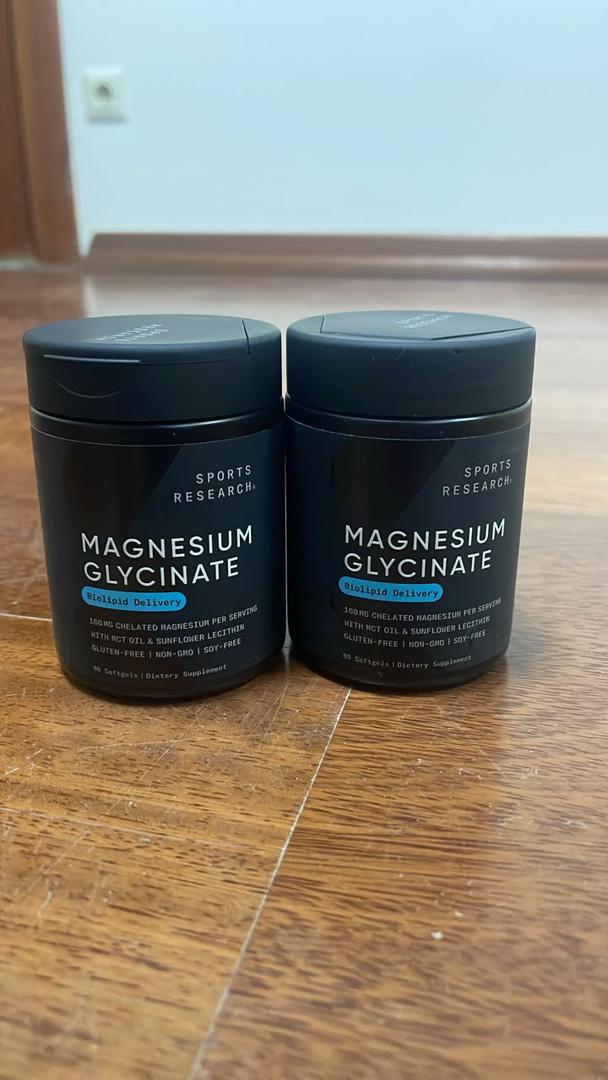 SPORTS
RESEARCH®
MAGNESIUM
GLYCINATE
Biolipid Delivery
160MG CHELATED MAGNESIUM PER SERVING
WITH MCT OIL & SUNFLOWER LECITHIN
GLUTEN-FREE | NON-GMO | SOY-FREE
60 Softgels | Dietary Supplement
SPORTS
RESEARCH
SPORTS
RESEARCH®
MAGNESIUM
GLYCINATE
Biolipid Delivery
160MG CHELATED MAGNESIUM PER SERVING
WITH MCT OIL & SUNFLOWER LECITHIN
GLUTEN-FREE | NON-GMO | SOY-FREE
60 Softgels | Dietary Supplement